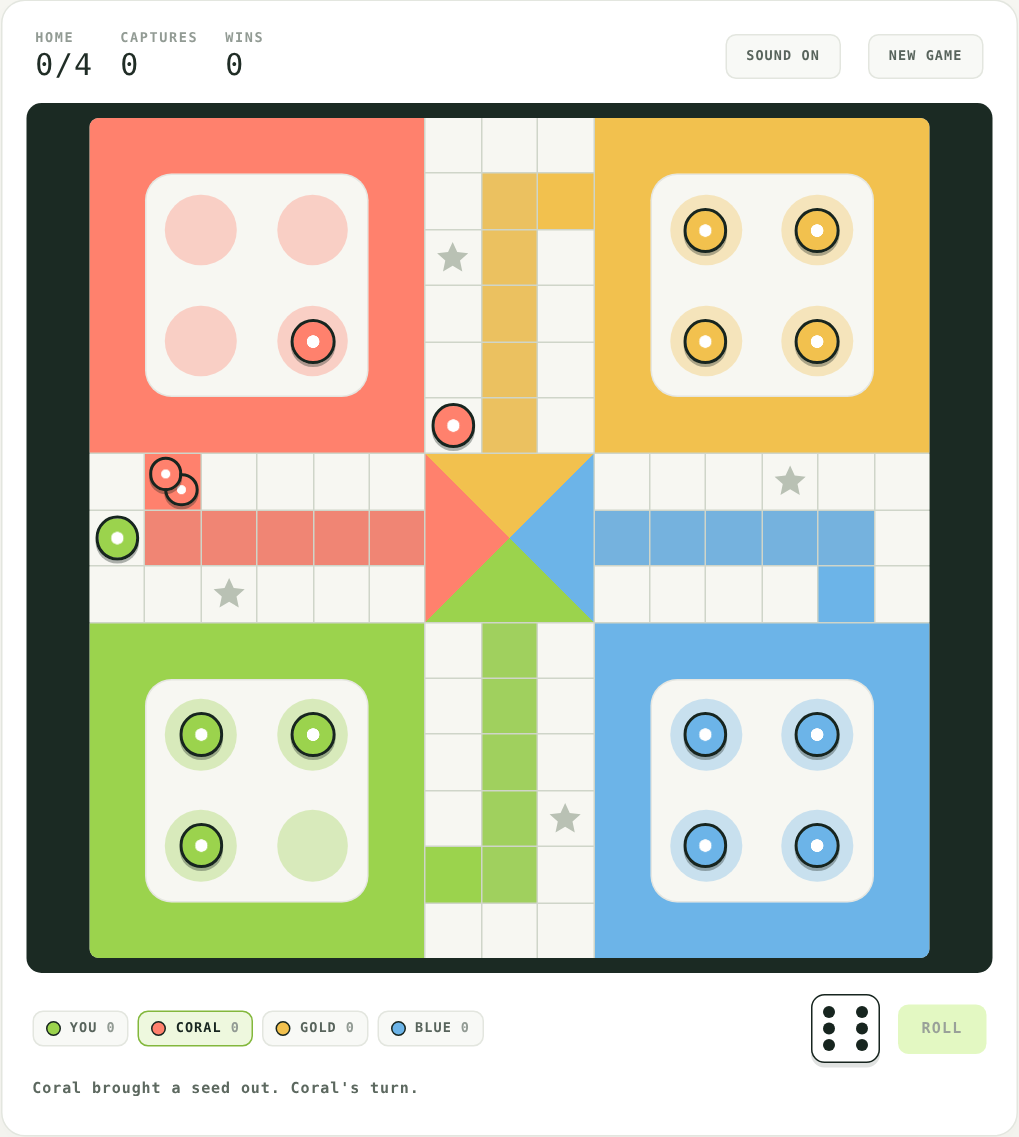 HOME CAPTURES WINS
0/4 0 0
SOUND ON NEW GAME
YOU 0 CORAL 0 GOLD 0 BLUE 0 ROLL
Coral brought a seed out. Coral's turn.